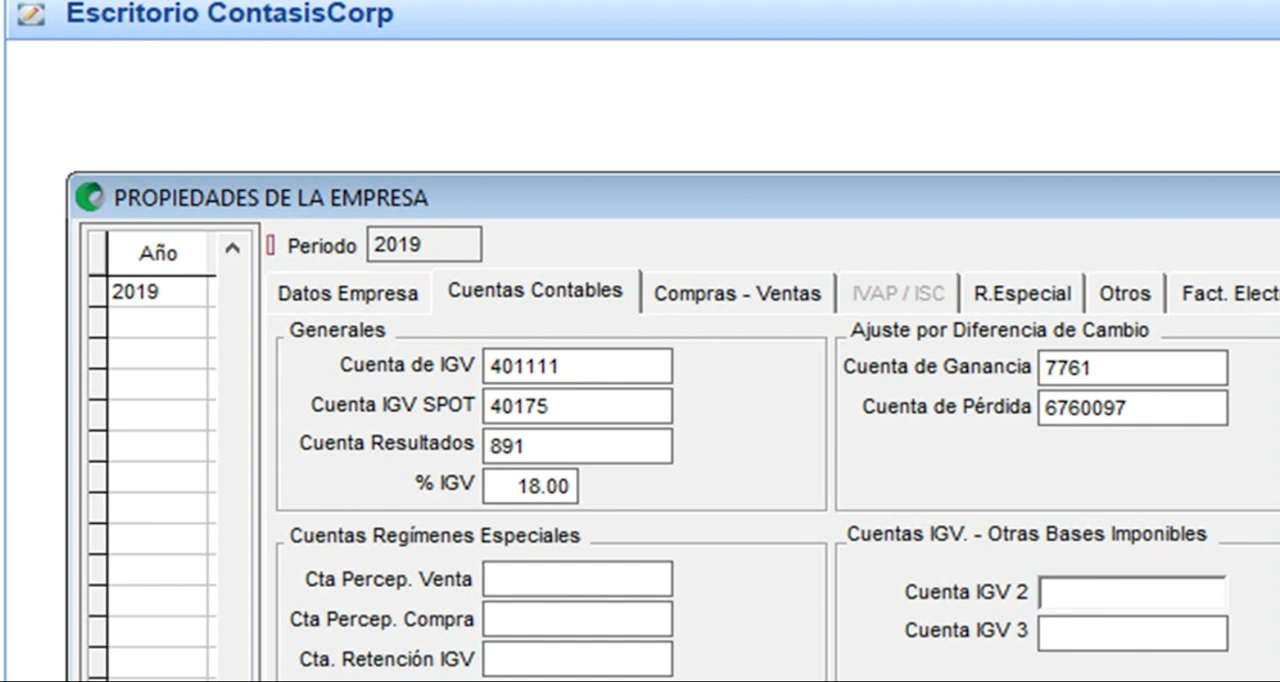 Escritorio ContasisCorp
PROPIEDADES DE LA EMPRESA
Año
2019
Periodo 2019
Datos Empresa Cuentas Contables Compras - Ventas IVAP / ISC R.Especial Otros Fact. Elect
Generales
Cuenta de IGV 401111
Cuenta IGV SPOT 40175
Cuenta Resultados 891
% IGV 18.00
Ajuste por Diferencia de Cambio
Cuenta de Ganancia 7761
Cuenta de Pérdida 6760097
Cuentas Regímenes Especiales
Cta Percep. Venta
Cta Percep. Compra
Cta. Retención IGV
Cuentas IGV. - Otras Bases Imponibles
Cuenta IGV 2
Cuenta IGV 3